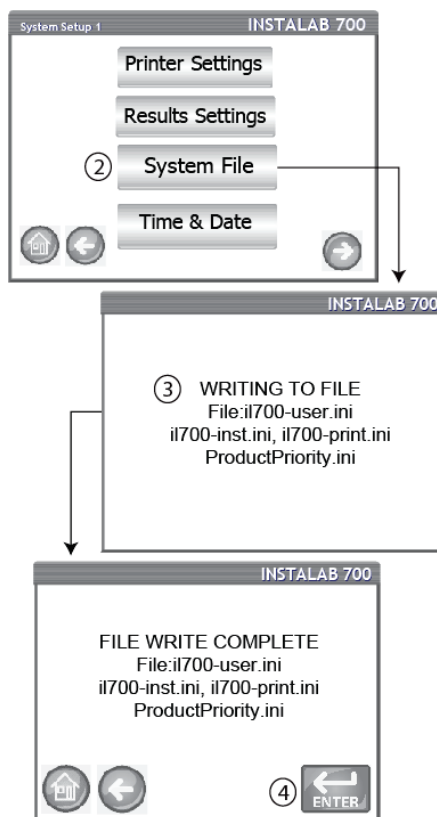 System Setup 1 INSTALAB 700
Printer Settings
Results Settings
② System File
Time & Date
INSTALAB 700
③ WRITING TO FILE
File:il700-user.ini
il700-inst.ini, il700-print.ini
ProductPriority.ini
INSTALAB 700
FILE WRITE COMPLETE
File:il700-user.ini
il700-inst.ini, il700-print.ini
ProductPriority.ini
④ ENTER